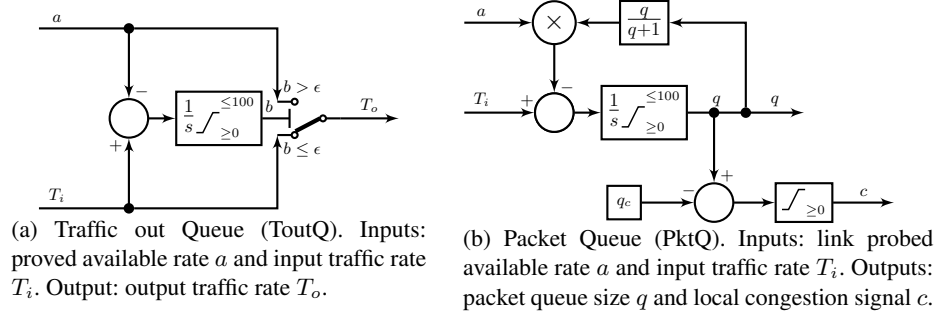 a
−
+
1
s
≤100
≥0
b
b > ϵ
b ≤ ϵ
T_o
T_i
(a) Traffic out Queue (ToutQ). Inputs:
proved available rate a and input traffic rate
T_i. Output: output traffic rate T_o.
a
×
q
q+1
T_i
+
−
1
s
≤100
≥0
q
q
+
−
q_c
≥0
c
(b) Packet Queue (PktQ). Inputs: link probed
available rate a and input traffic rate T_i. Outputs:
packet queue size q and local congestion signal c.